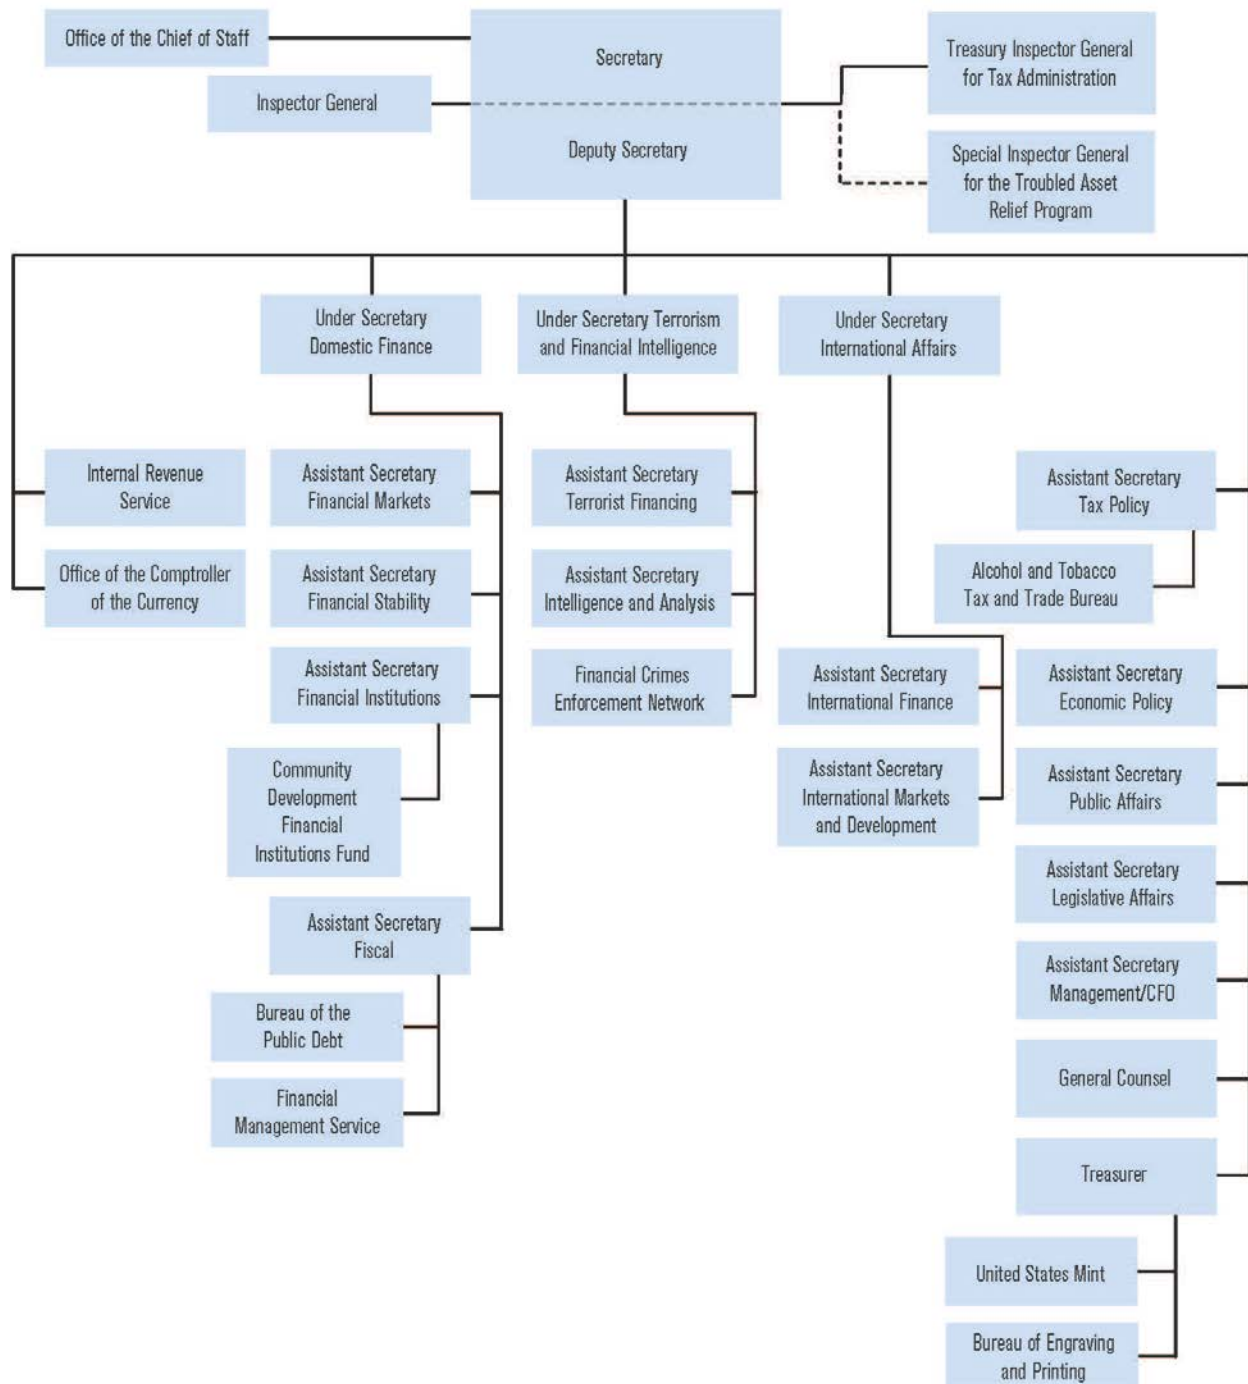 Office of the Chief of Staff
Secretary
Treasury Inspector General
for Tax Administration
Inspector General
Deputy Secretary
Special Inspector General
for the Troubled Asset
Relief Program
Under Secretary
Domestic Finance
Under Secretary Terrorism
and Financial Intelligence
Under Secretary
International Affairs
Internal Revenue
Service
Office of the Comptroller
of the Currency
Assistant Secretary
Financial Markets
Assistant Secretary
Financial Stability
Assistant Secretary
Financial Institutions
Community
Development
Financial
Institutions Fund
Assistant Secretary
Fiscal
Bureau of the
Public Debt
Financial
Management Service
Assistant Secretary
Terrorist Financing
Assistant Secretary
Intelligence and Analysis
Financial Crimes
Enforcement Network
Assistant Secretary
International Finance
Assistant Secretary
International Markets
and Development
Assistant Secretary
Tax Policy
Alcohol and Tobacco
Tax and Trade Bureau
Assistant Secretary
Economic Policy
Assistant Secretary
Public Affairs
Assistant Secretary
Legislative Affairs
Assistant Secretary
Management/CFO
General Counsel
Treasurer
United States Mint
Bureau of Engraving
and Printing